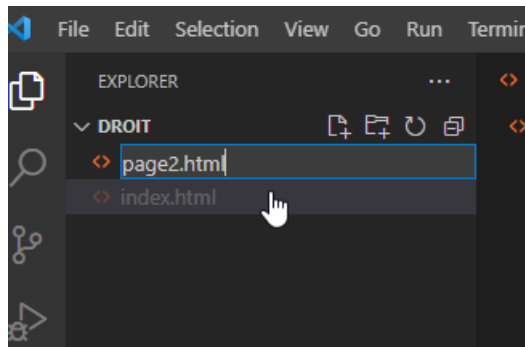 File Edit Selection View Go Run Termin
EXPLORER ...
DROIT
page2.html
index.html